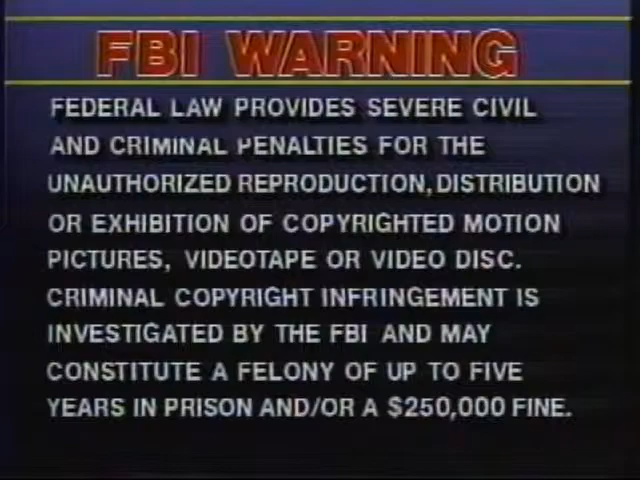 FBI WARNING
FEDERAL LAW PROVIDES SEVERE CIVIL
AND CRIMINAL PENALTIES FOR THE
UNAUTHORIZED REPRODUCTION, DISTRIBUTION
OR EXHIBITION OF COPYRIGHTED MOTION
PICTURES, VIDEOTAPE OR VIDEO DISC.
CRIMINAL COPYRIGHT INFRINGEMENT IS
INVESTIGATED BY THE FBI AND MAY
CONSTITUTE A FELONY OF UP TO FIVE
YEARS IN PRISON AND/OR A $250,000 FINE.